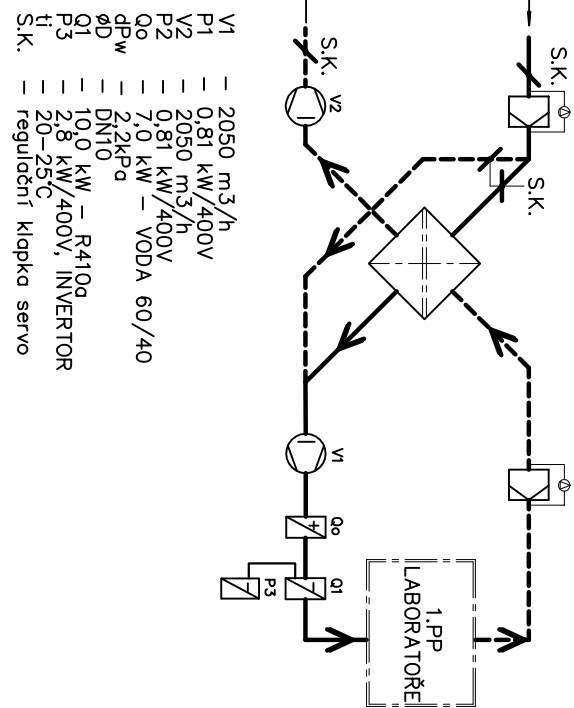 S.K.
S.K.
S.K.
V2
V1
Qo
Q1
P3
1.PP
LABORATOŘE
V1 – 2050 m3/h
P1 – 0,81 kW/400V
V2 – 2050 m3/h
P2 – 0,81 kW/400V
Qo – 7,0 kW – VODA 60/40
dPw – 2,2kPa
øD – DN10
Q1 – 10,0 kW – R410a
P3 – 2,8 kW/400V, INVERTOR
ti – 20–25°C
S.K. – regulační klapka servo